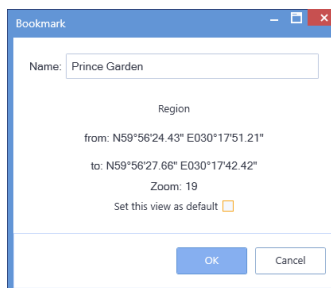 Bookmark
Name: Prince Garden
Region
from: N59°56'24.43" E030°17'51.21"
to: N59°56'27.66" E030°17'42.42"
Zoom: 19
Set this view as default
OK Cancel